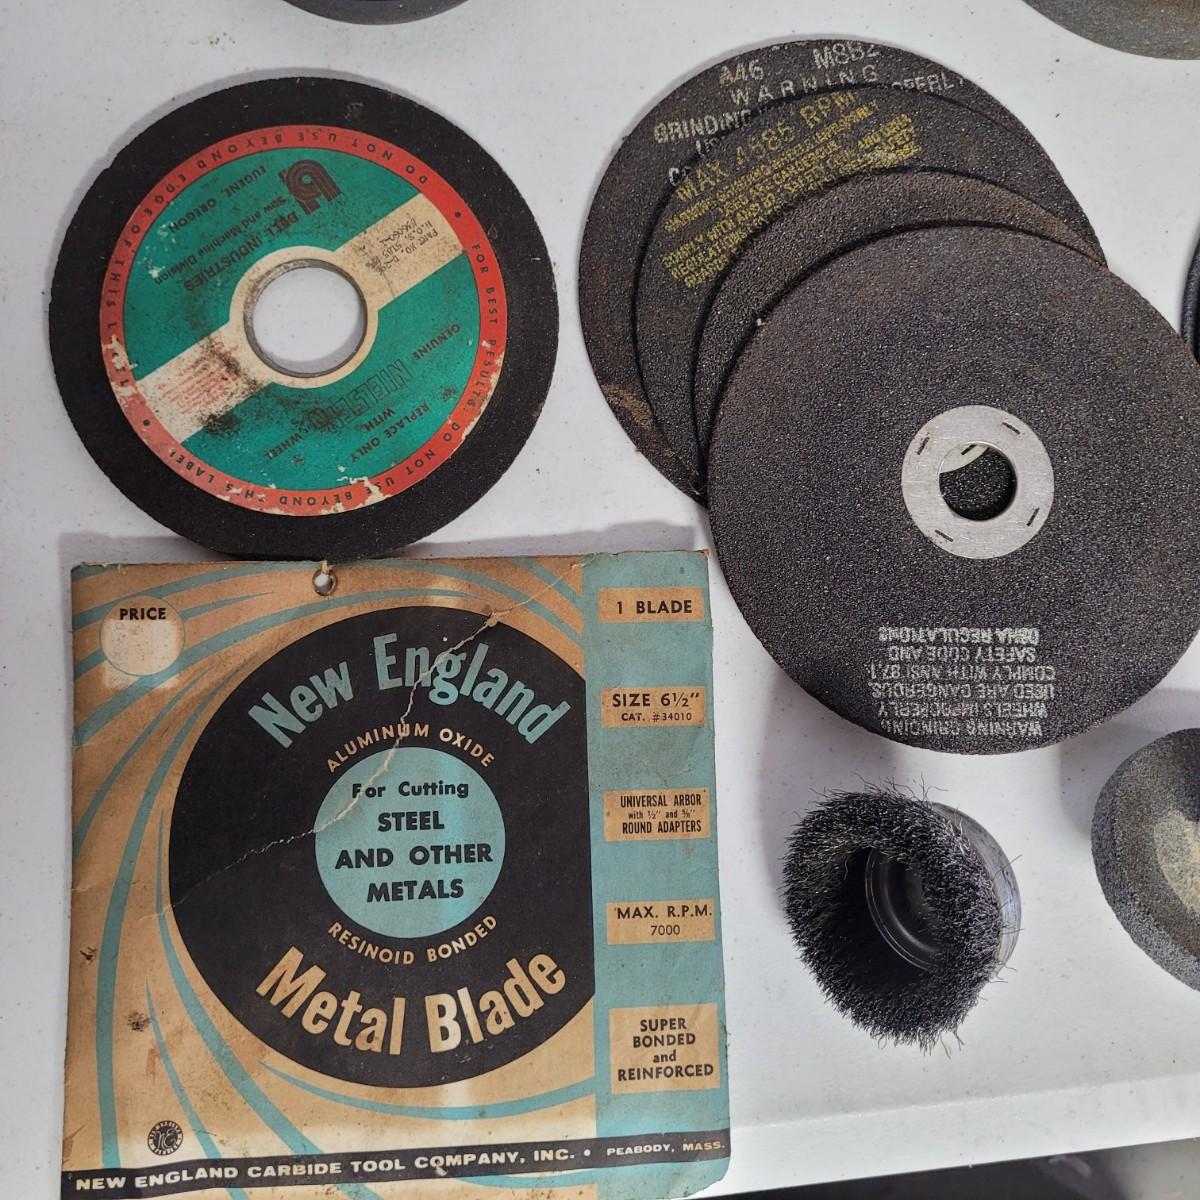 DO NOT USE BEYOND EDGE OF THIS LABEL • FOR BEST RESULTS: DO NOT USE BEYOND THIS LABEL •
BELL INDUSTRIES
Saw and Machine Division
EUGENE, OREGON
GENUINE
NIELSEN
REPLACE ONLY
WITH
WHEEL
A46 M8B2
WARNING
GRINDING
MAX 4585 RPM
WARNING GRINDING
WHEELS IMPROPERLY
USED ARE DANGEROUS
COMPLY WITH ANSI B7.1
SAFETY CODE AND
OSHA REGULATIONS
PRICE
New England
ALUMINUM OXIDE
For Cutting
STEEL
AND OTHER
METALS
RESINOID BONDED
Metal Blade
1 BLADE
SIZE 6½"
CAT. #34010
UNIVERSAL ARBOR
with ½" and ⅝"
ROUND ADAPTERS
MAX. R.P.M.
7000
SUPER
BONDED
and
REINFORCED
NEW ENGLAND CARBIDE TOOL COMPANY, INC. • PEABODY, MASS.